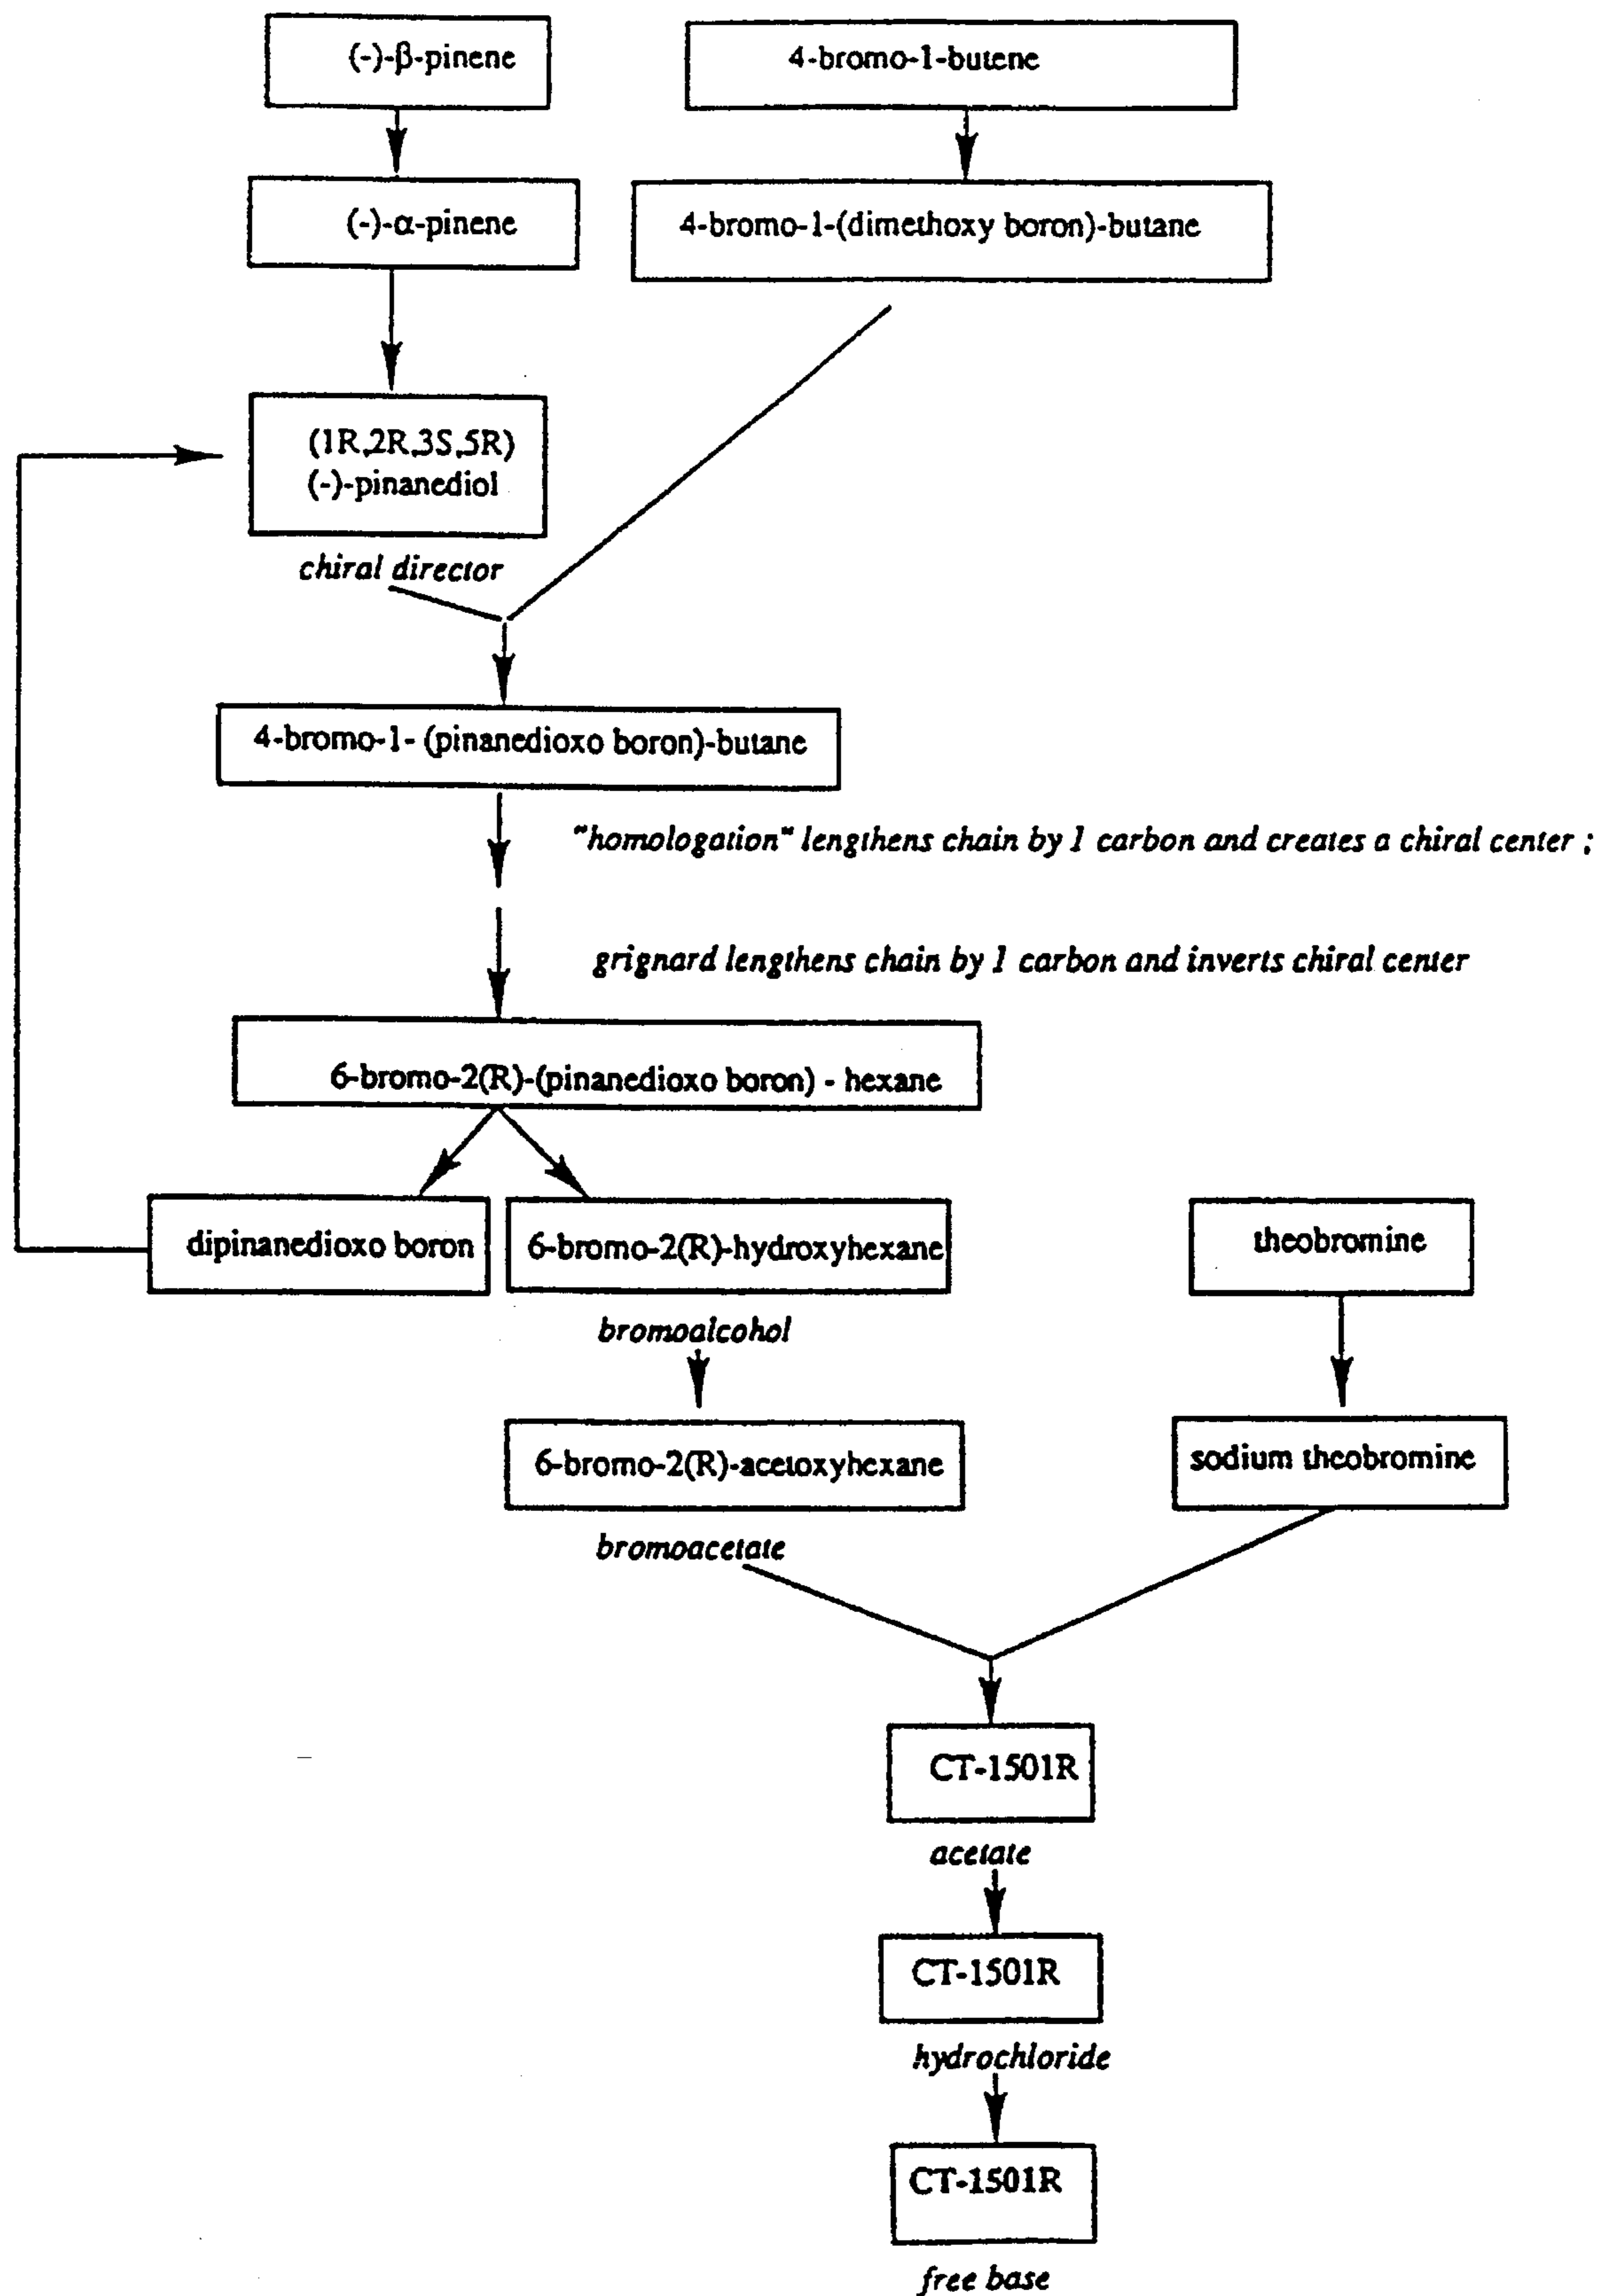 (-)-β-pinene
4-bromo-1-butene
(-)-α-pinene
4-bromo-1-(dimethoxy boron)-butane
(1R,2R,3S,5R)
(-)-pinanediol
chiral director
4-bromo-1- (pinanedioxo boron)-butane
"homologation" lengthens chain by 1 carbon and creates a chiral center ;
grignard lengthens chain by 1 carbon and inverts chiral center
6-bromo-2(R)-(pinanedioxo boron) - hexane
dipinanedioxo boron
6-bromo-2(R)-hydroxyhexane
theobromine
bromoalcohol
6-bromo-2(R)-acetoxyhexane
sodium theobromine
bromoacetate
CT-1501R
acetate
CT-1501R
hydrochloride
CT-1501R
free base